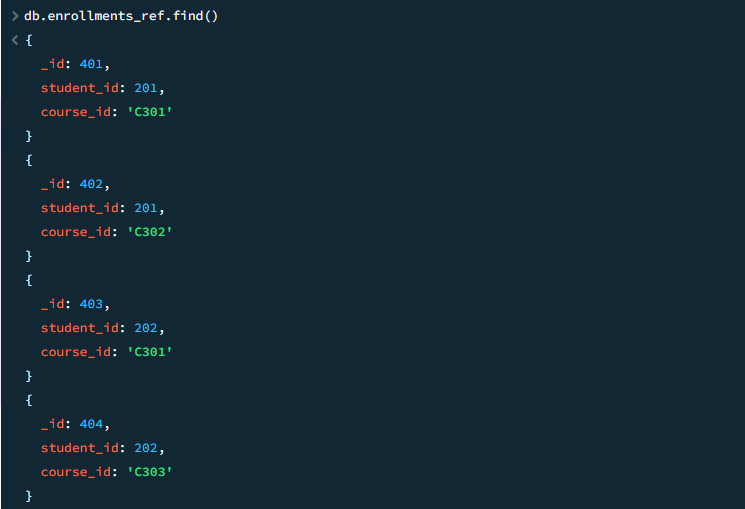 > db.enrollments_ref.find()
< {
_id: 401,
student_id: 201,
course_id: 'C301'
}
{
_id: 402,
student_id: 201,
course_id: 'C302'
}
{
_id: 403,
student_id: 202,
course_id: 'C301'
}
{
_id: 404,
student_id: 202,
course_id: 'C303'
}